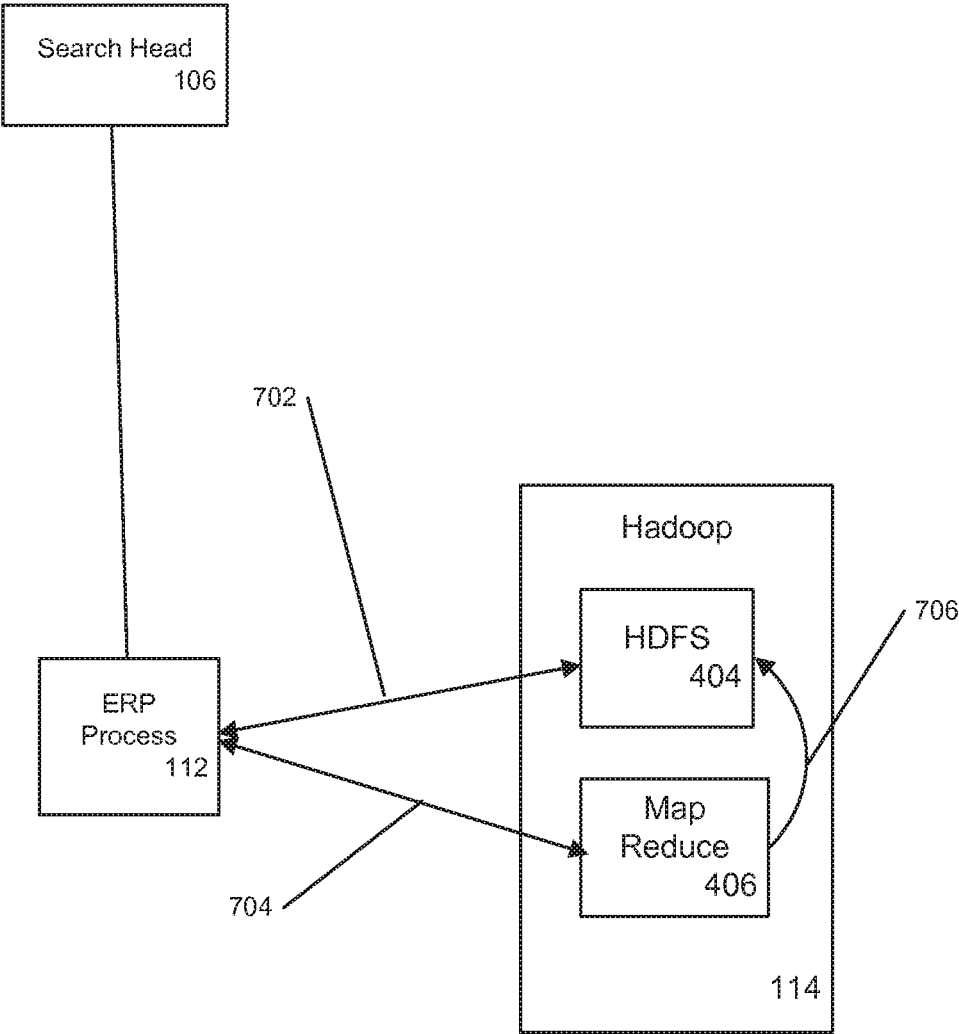 Search Head
106
702
Hadoop
HDFS
404
706
ERP
Process
112
Map
Reduce
406
704
114